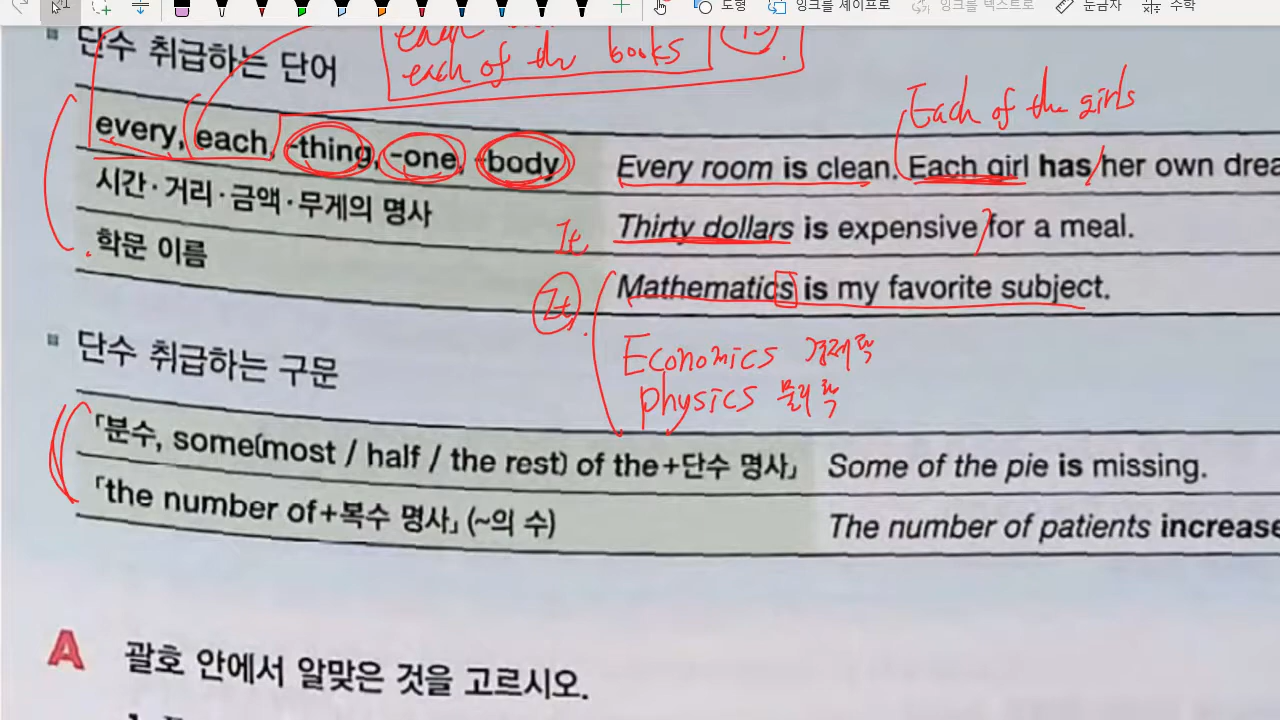 도형 잉크를 셰이프로 잉크를 텍스트로 눈금자 수학
단수 취급하는 단어
each of the books
Each of the girls
every, each, -thing, -one, -body
Every room is clean. Each girl has her own drea
시간·거리·금액·무게의 명사
It
Thirty dollars is expensive for a meal.
학문 이름
It
Mathematics is my favorite subject.
Economics 경제학
physics 물리학
단수 취급하는 구문
「분수, some(most / half / the rest) of the+단수 명사」
Some of the pie is missing.
「the number of+복수 명사」 (~의 수)
The number of patients increase
A 괄호 안에서 알맞은 것을 고르시오.